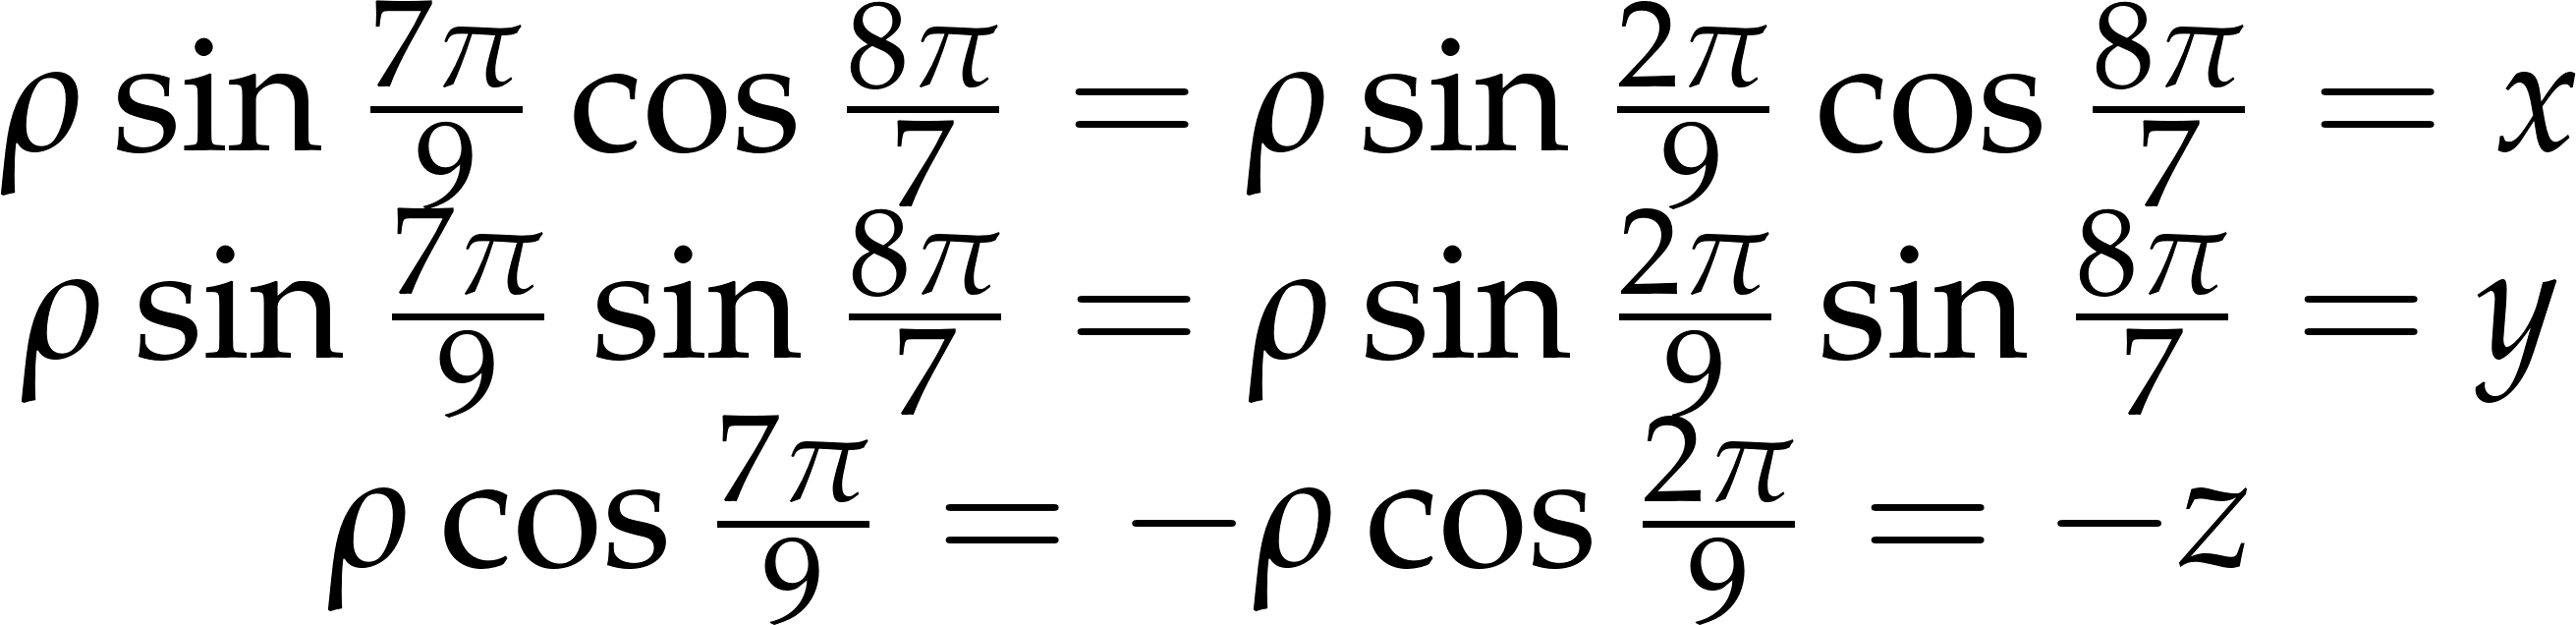 ρ sin 7π/9 cos 8π/7 = ρ sin 2π/9 cos 8π/7 = x
ρ sin 7π/9 sin 8π/7 = ρ sin 2π/9 sin 8π/7 = y
ρ cos 7π/9 = −ρ cos 2π/9 = −z